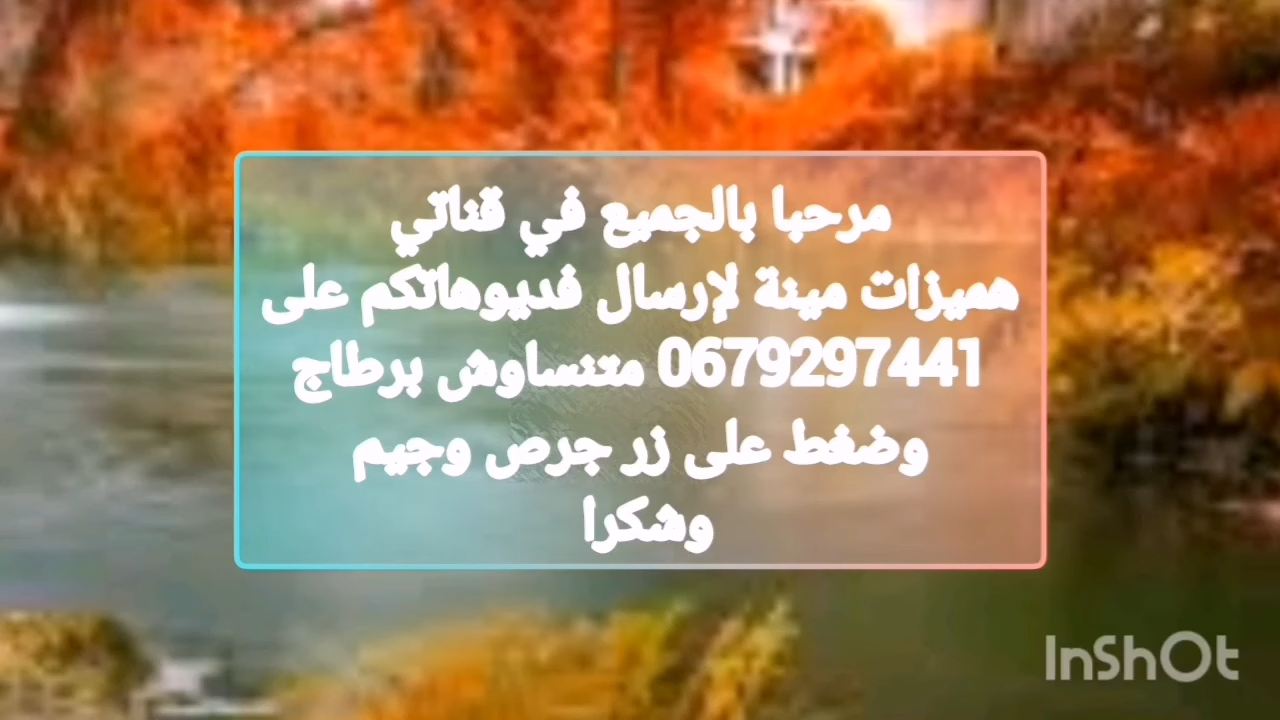 مرحبا بالجميع في قناتي
هميزات مينة لإرسال فديوهاتكم على
0679297441 متنساوش برطاج
وضغط على زر جرص وجيم
وشكرا
InShOt